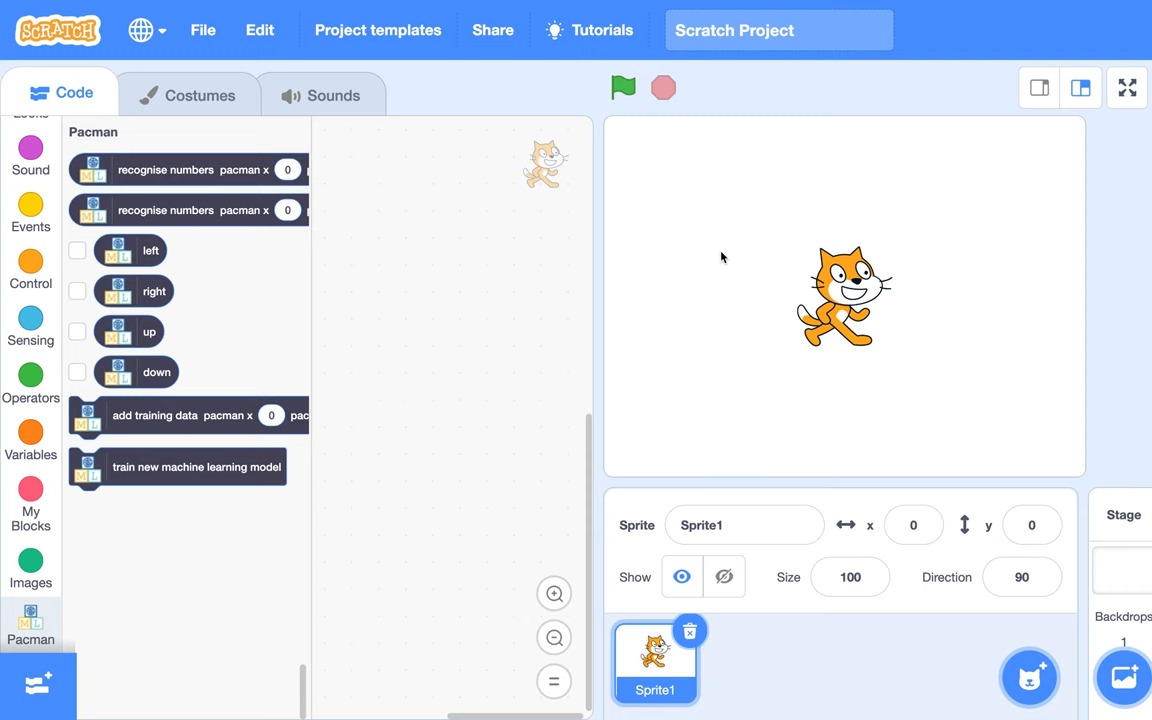 SCRATCH File Edit Project templates Share Tutorials Scratch Project
Code Costumes Sounds
Looks
Sound
Events
Control
Sensing
Operators
Variables
My
Blocks
Images
Pacman
Pacman
recognise numbers pacman x 0
recognise numbers pacman x 0
left
right
up
down
add training data pacman x 0 pac
train new machine learning model
Sprite Sprite1 x 0 y 0
Show Size 100 Direction 90
Sprite1
Stage
Backdrops
1